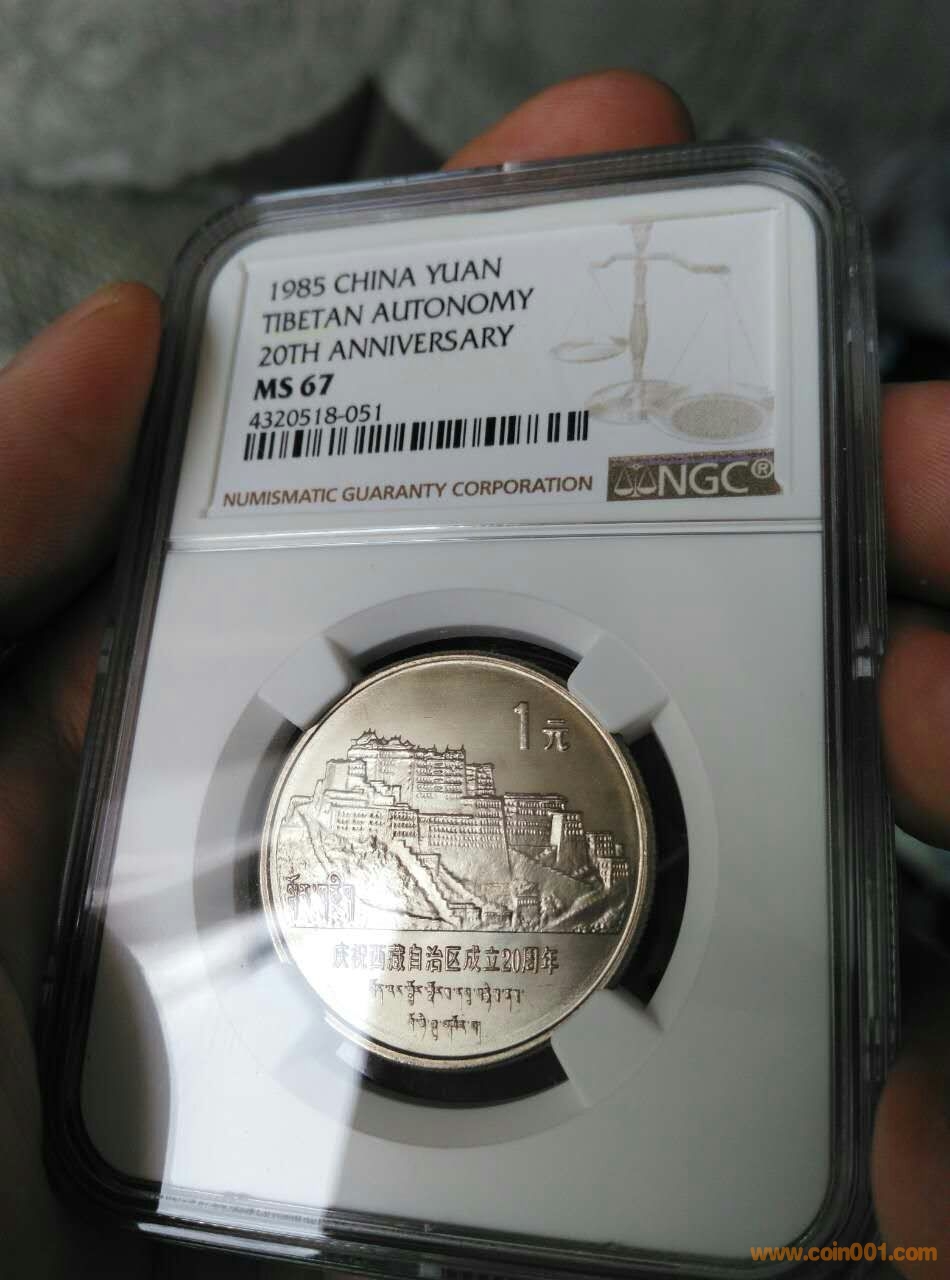 1985 CHINA YUAN
TIBETAN AUTONOMY
20TH ANNIVERSARY
MS 67
4320518-051
NUMISMATIC GUARANTY CORPORATION
NGC®
1元
庆祝西藏自治区成立20周年
www.coin001.com